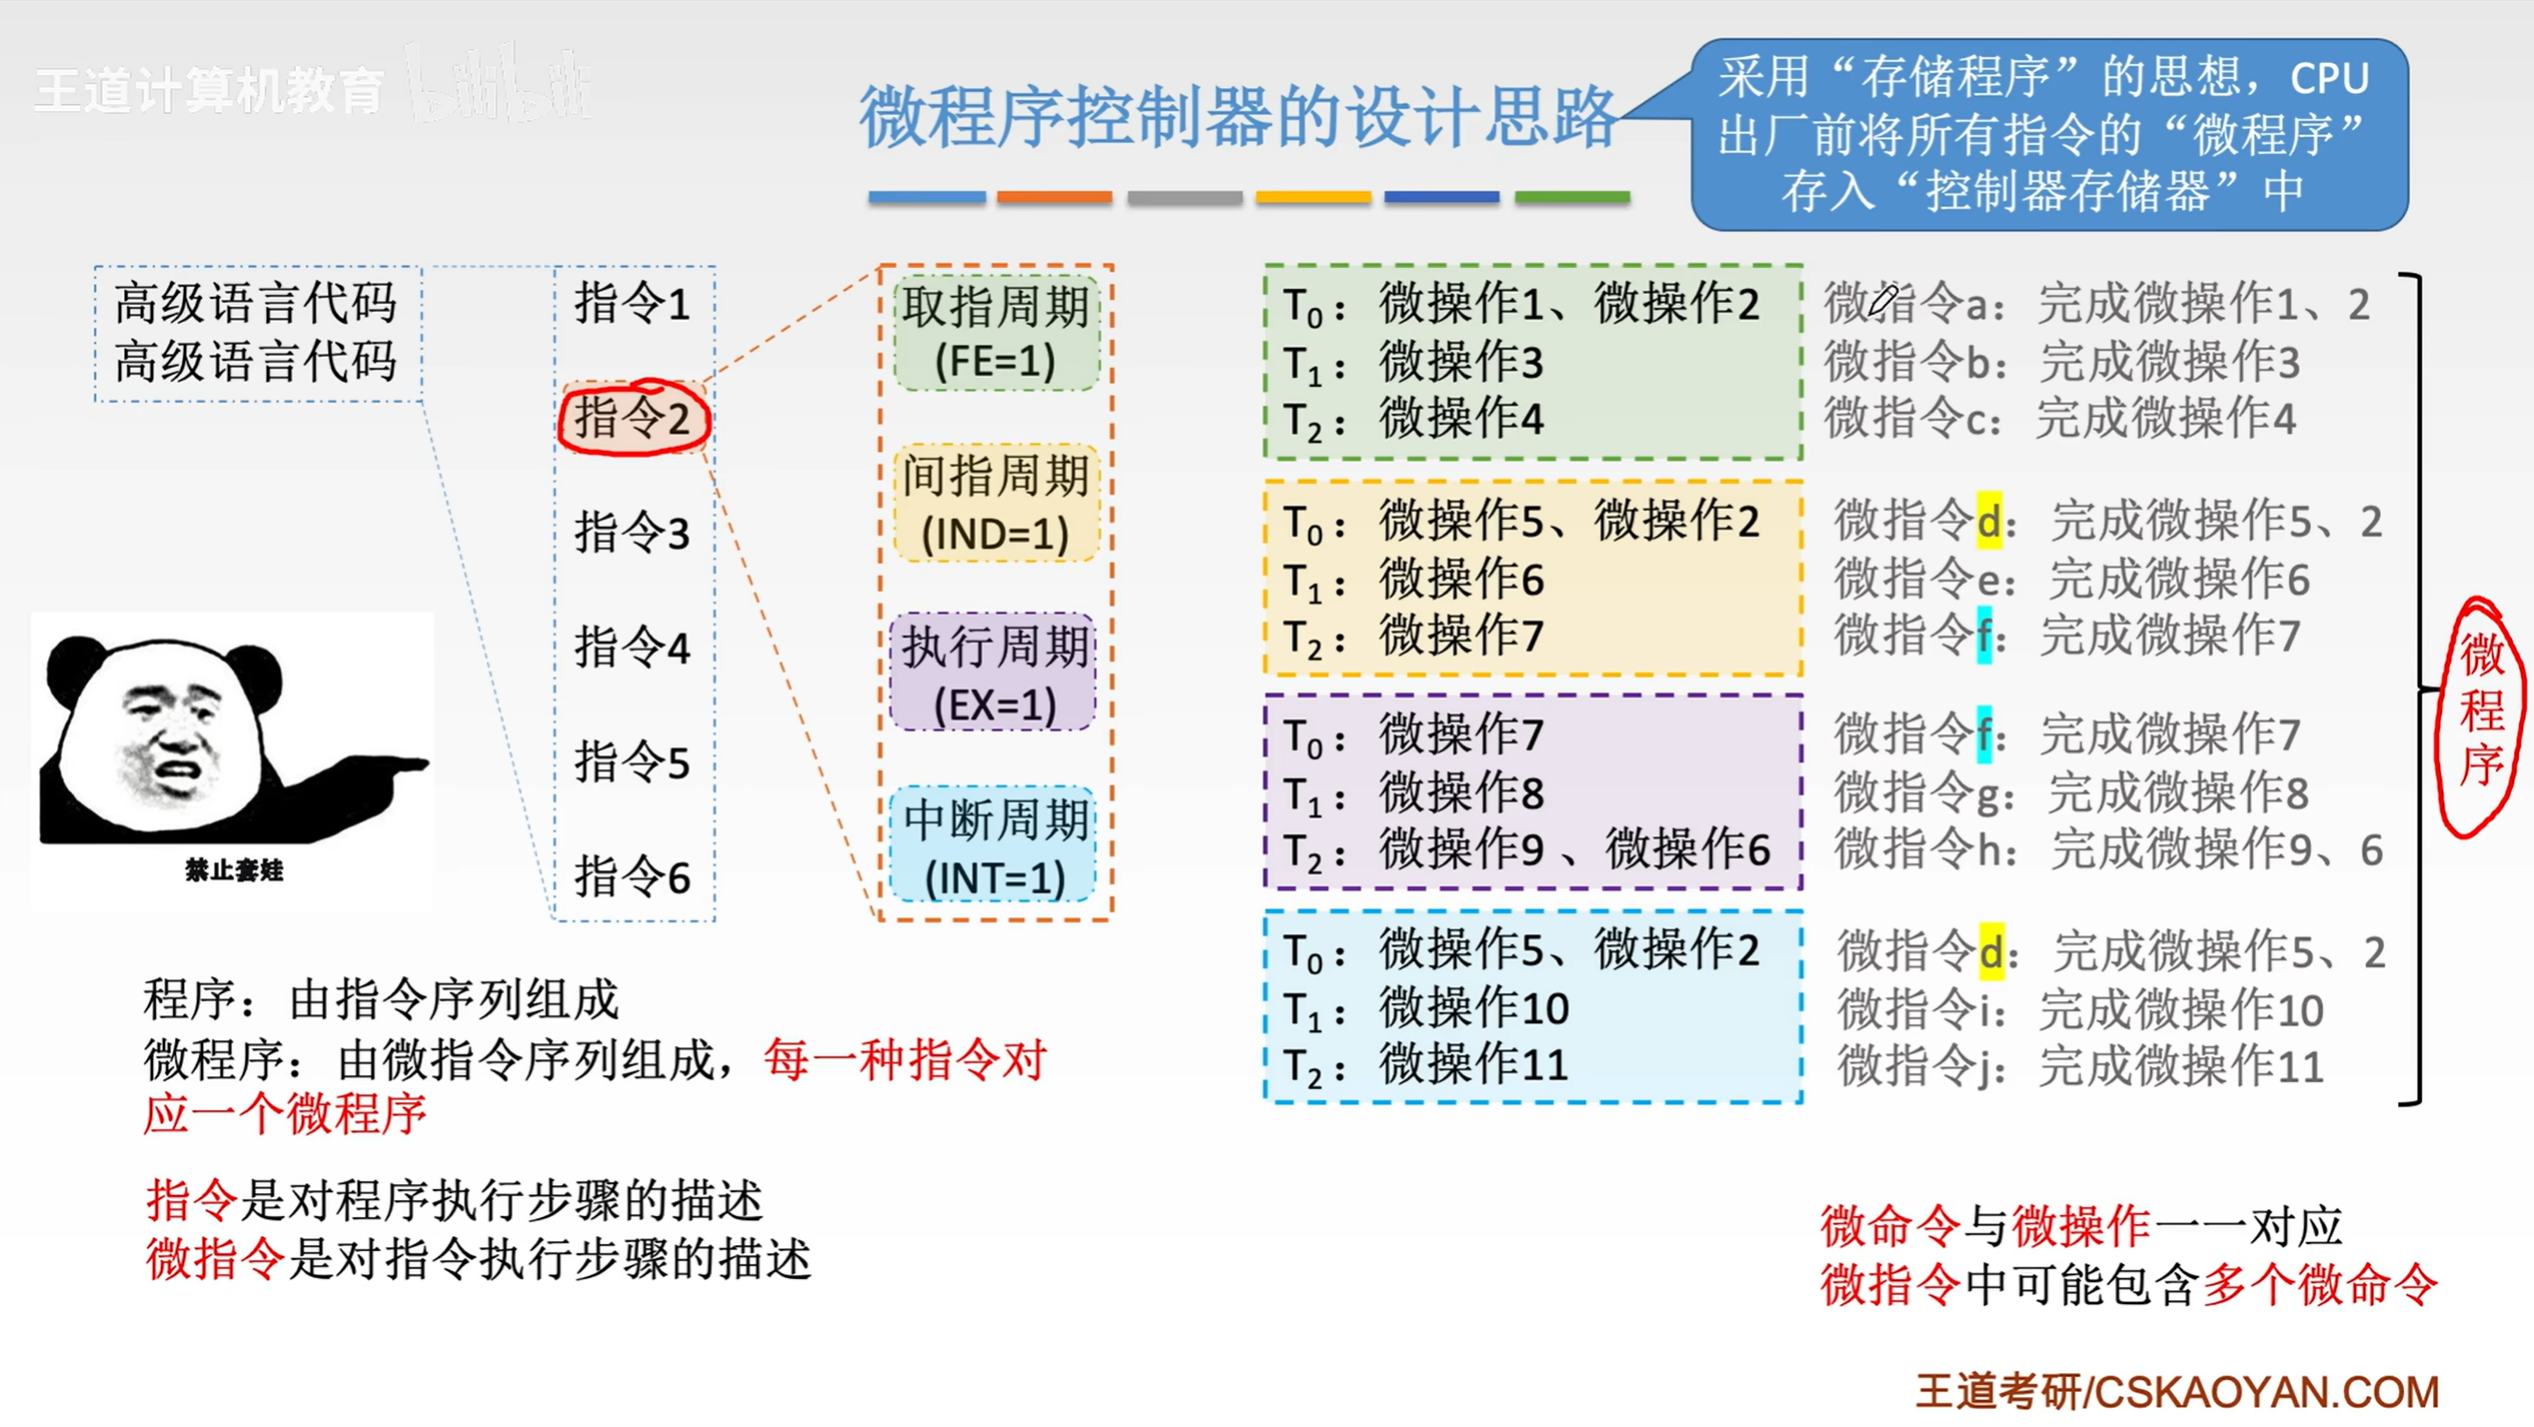 王道计算机教育 bilibili
微程序控制器的设计思路
采用“存储程序”的思想，CPU
出厂前将所有指令的“微程序”
存入“控制器存储器”中
高级语言代码
高级语言代码
指令1
指令2
指令3
指令4
指令5
指令6
取指周期
(FE=1)
间指周期
(IND=1)
执行周期
(EX=1)
中断周期
(INT=1)
T0：微操作1、微操作2
T1：微操作3
T2：微操作4
T0：微操作5、微操作2
T1：微操作6
T2：微操作7
T0：微操作7
T1：微操作8
T2：微操作9 、微操作6
T0：微操作5、微操作2
T1：微操作10
T2：微操作11
微指令a：完成微操作1、2
微指令b：完成微操作3
微指令c：完成微操作4
微指令d：完成微操作5、2
微指令e：完成微操作6
微指令f：完成微操作7
微指令f：完成微操作7
微指令g：完成微操作8
微指令h：完成微操作9、6
微指令d：完成微操作5、2
微指令i：完成微操作10
微指令j：完成微操作11
微
程
序
禁止套娃
程序：由指令序列组成
微程序：由微指令序列组成，每一种指令对
应一个微程序
指令是对程序执行步骤的描述
微指令是对指令执行步骤的描述
微命令与微操作一一对应
微指令中可能包含多个微命令
王道考研/CSKAOYAN.COM